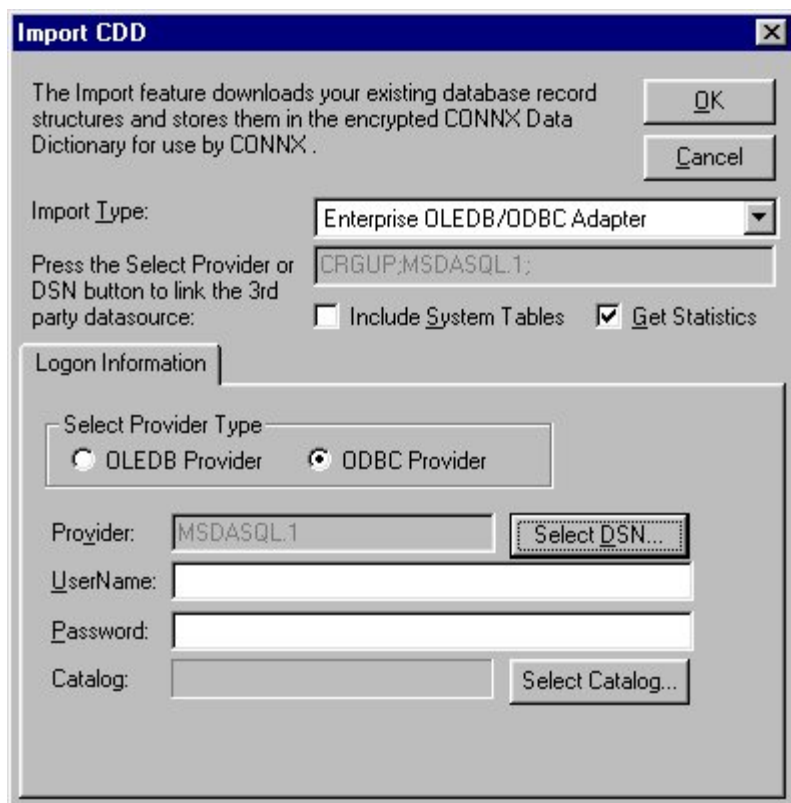 Import CDD
The Import feature downloads your existing database record
structures and stores them in the encrypted CONNX Data
Dictionary for use by CONNX .
OK
Cancel
Import Type:
Enterprise OLEDB/ODBC Adapter
Press the Select Provider or
DSN button to link the 3rd
party datasource:
CRGUP;MSDASQL.1;
Include System Tables
Get Statistics
Logon Information
Select Provider Type
OLEDB Provider
ODBC Provider
Provider:
MSDASQL.1
Select DSN...
UserName:
Password:
Catalog:
Select Catalog...